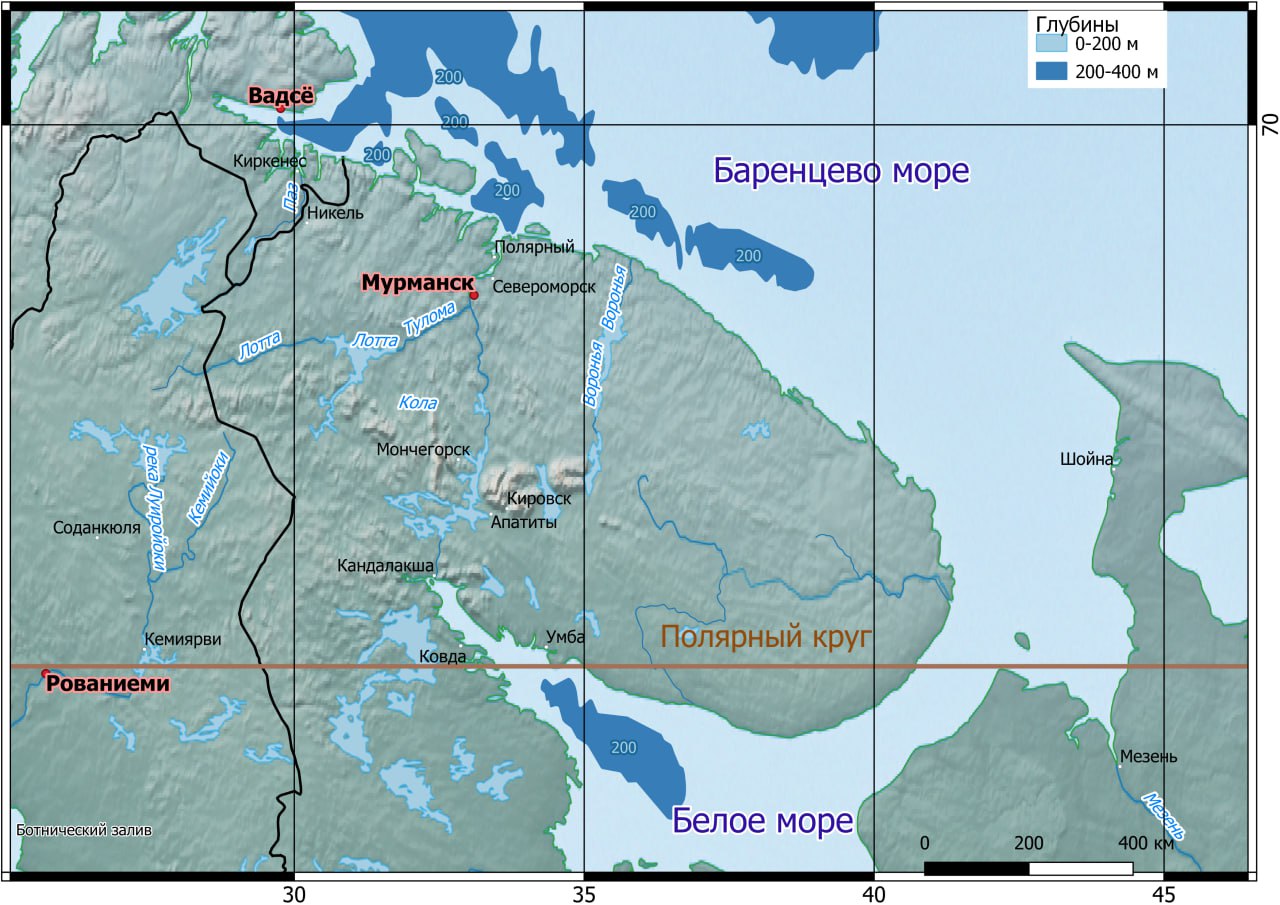 Глубины
0-200 м
200-400 м
200
Вадсё
200
70
200
Киркенес
Баренцево море
Паз
200
Никель
200
Полярный
200
Мурманск
Североморск
Воронья
Тулома
Лотта
Лотта
Воронья
Кола
Мончегорск
Шойна
река Луиройоки
Кемийоки
Кировск
Апатиты
Соданкюля
Кандалакша
Умба
Полярный круг
Кемиярви
Ковда
Рованиеми
200
Мезень
Мезень
Белое море
Ботнический залив
0
200
400 км
30
35
40
45